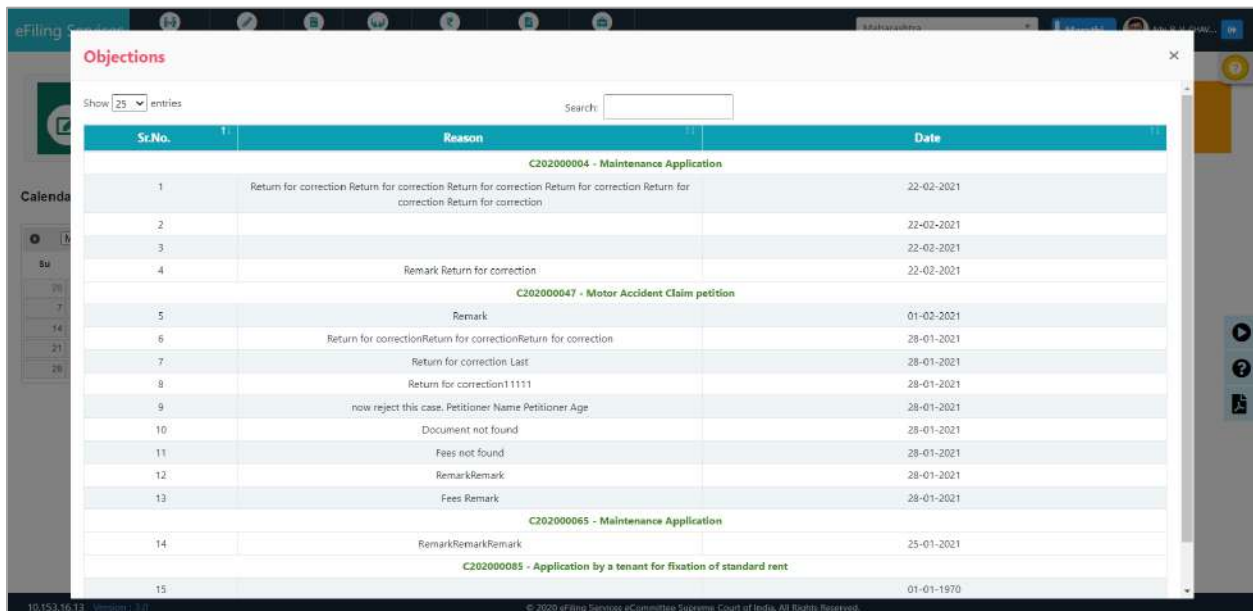 eFiling
Objections
×
Show 25 entries
Search:
Sr.No. Reason Date
C202000004 - Maintenance Application
1 Return for correction Return for correction Return for correction Return for correction Return for 22-02-2021
correction Return for correction
2 22-02-2021
3 22-02-2021
4 Remark Return for correction 22-02-2021
C202000047 - Motor Accident Claim petition
5 Remark 01-02-2021
6 Return for correctionReturn for correctionReturn for correction 28-01-2021
7 Return for correction Last 28-01-2021
8 Return for correction11111 28-01-2021
9 now reject this case. Petitioner Name Petitioner Age 28-01-2021
10 Document not found 28-01-2021
11 Fees not found 28-01-2021
12 RemarkRemark 28-01-2021
13 Fees Remark 28-01-2021
C202000065 - Maintenance Application
14 RemarkRemarkRemark 25-01-2021
C202000085 - Application by a tenant for fixation of standard rent
15 01-01-1970
Calenda
Su
7
14
21
28
10.153.16.13 Version : 3.0
© 2020 eFiling Services eCommittee Supreme Court of India. All Rights Reserved.